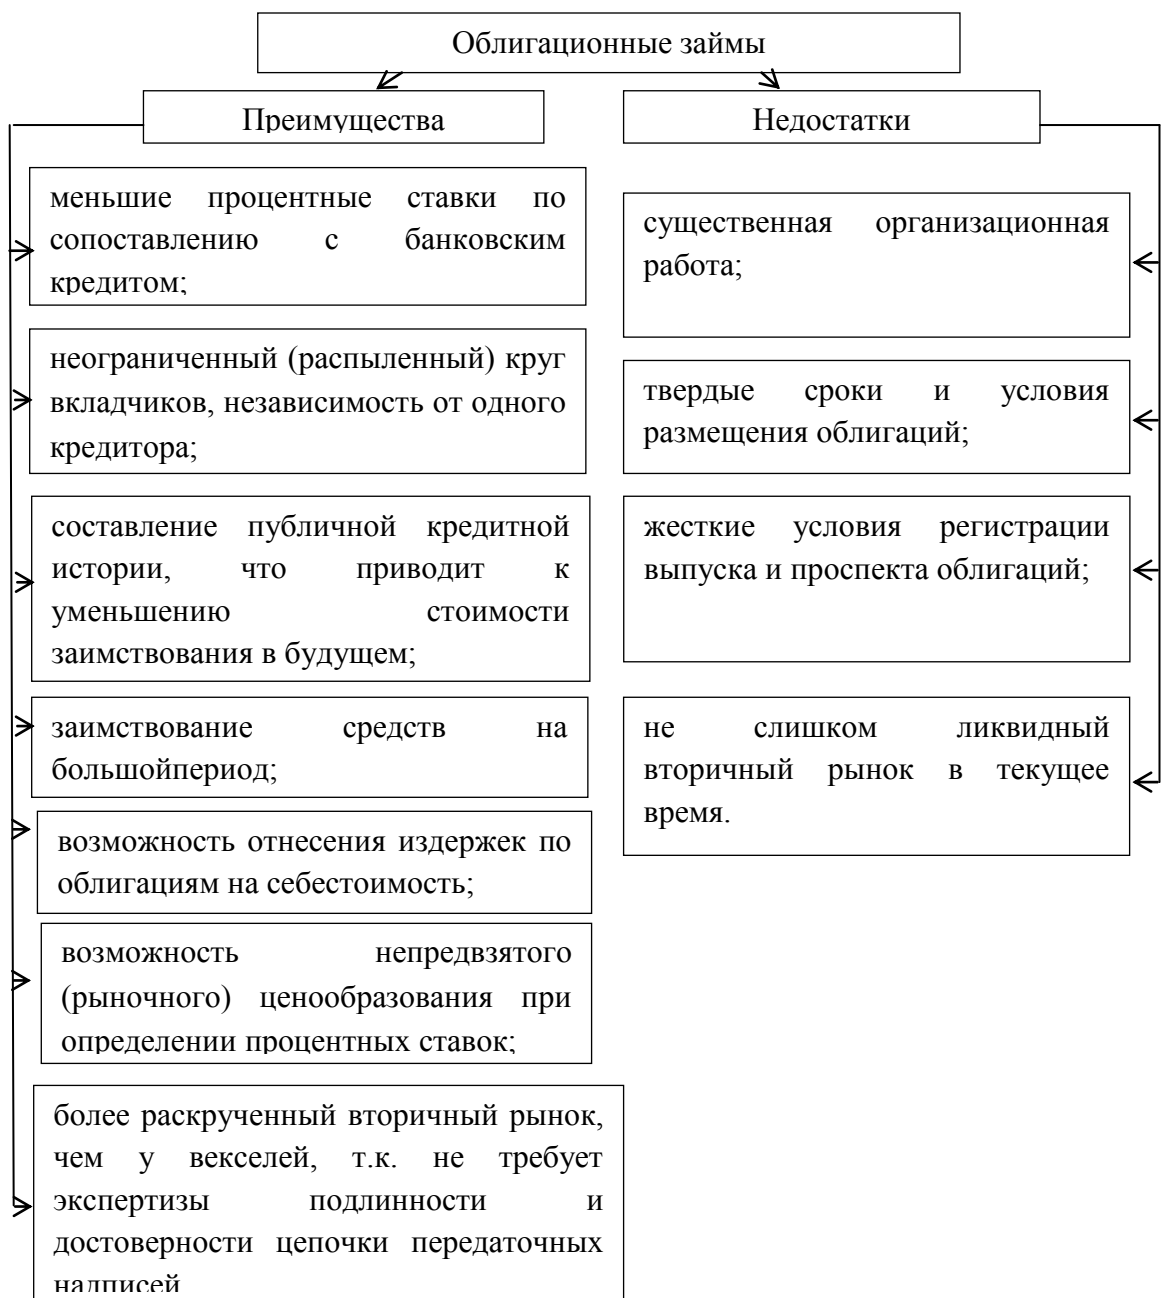 Облигационные займы
Преимущества
меньшие процентные ставки по
сопоставлению с банковским
кредитом;
неограниченный (распыленный) круг
вкладчиков, независимость от одного
кредитора;
составление публичной кредитной
истории, что приводит к
уменьшению стоимости
заимствования в будущем;
заимствование средств на
большойпериод;
возможность отнесения издержек по
облигациям на себестоимость;
возможность непредвзятого
(рыночного) ценообразования при
определении процентных ставок;
более раскрученный вторичный рынок,
чем у векселей, т.к. не требует
экспертизы подлинности и
достоверности цепочки передаточных
надписей
Недостатки
существенная организационная
работа;
твердые сроки и условия
размещения облигаций;
жесткие условия регистрации
выпуска и проспекта облигаций;
не слишком ликвидный
вторичный рынок в текущее
время.